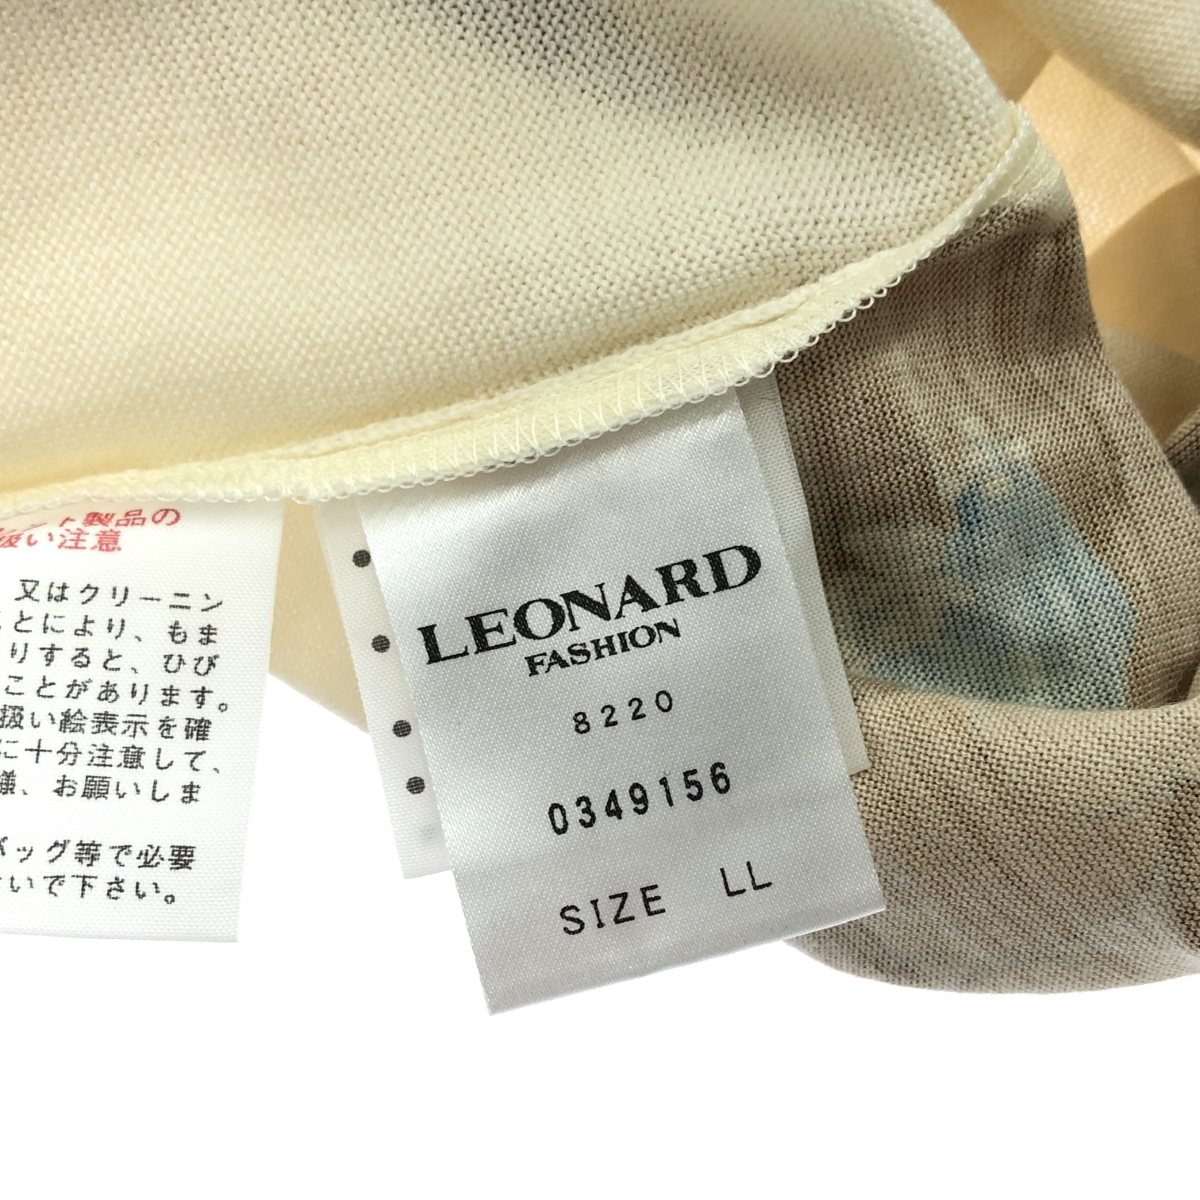 製品の
扱い注意
又はクリーニン
とにより、もま
りすると、ひび
ことがあります。
扱い絵表示を確
に十分注意して、
様、お願いしま
バッグ等で必要
いで下さい。
LEONARD
FASHION
8220
0349156
SIZE LL